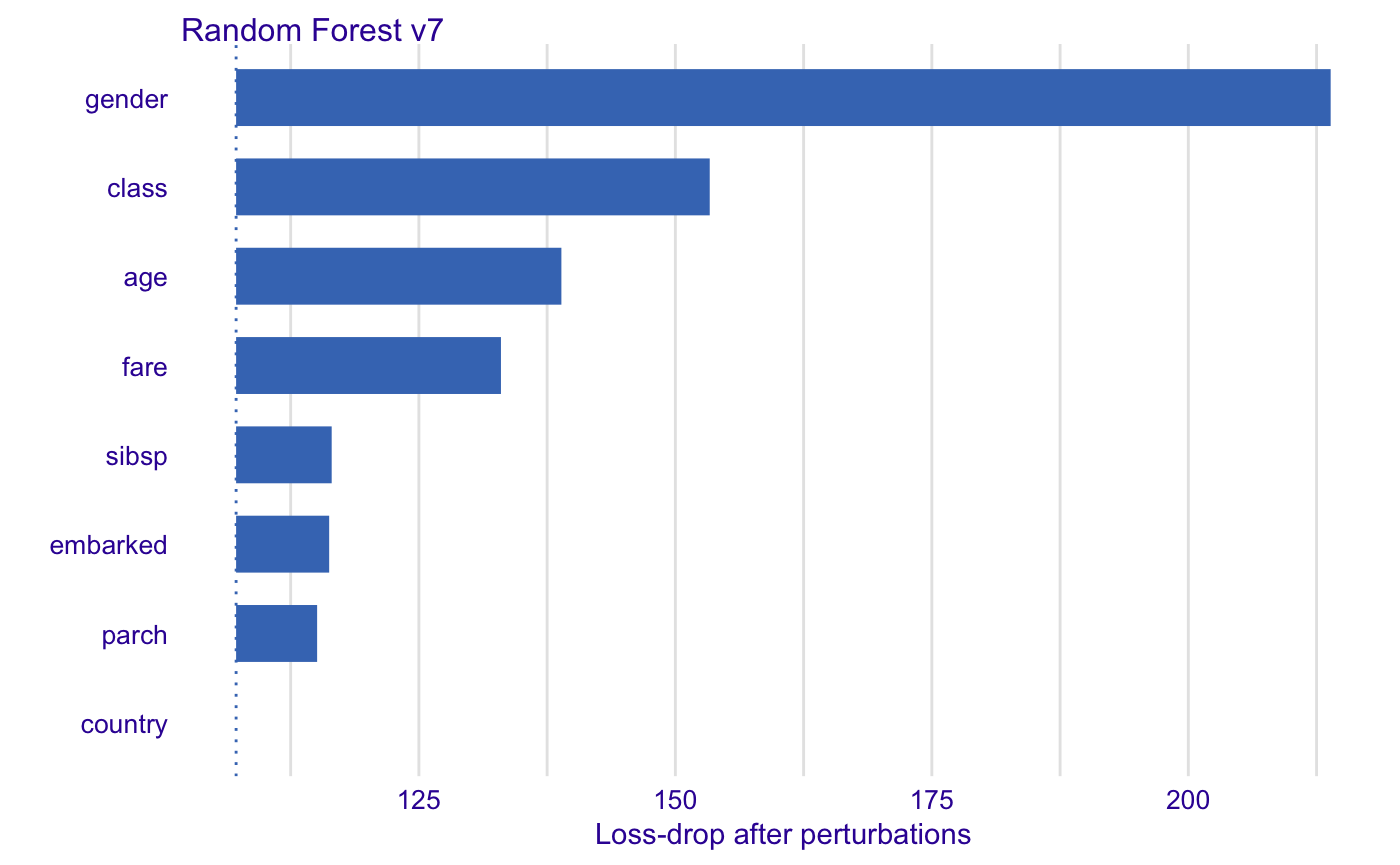 Random Forest v7
gender
class
age
fare
sibsp
embarked
parch
country
125 150 175 200
Loss-drop after perturbations